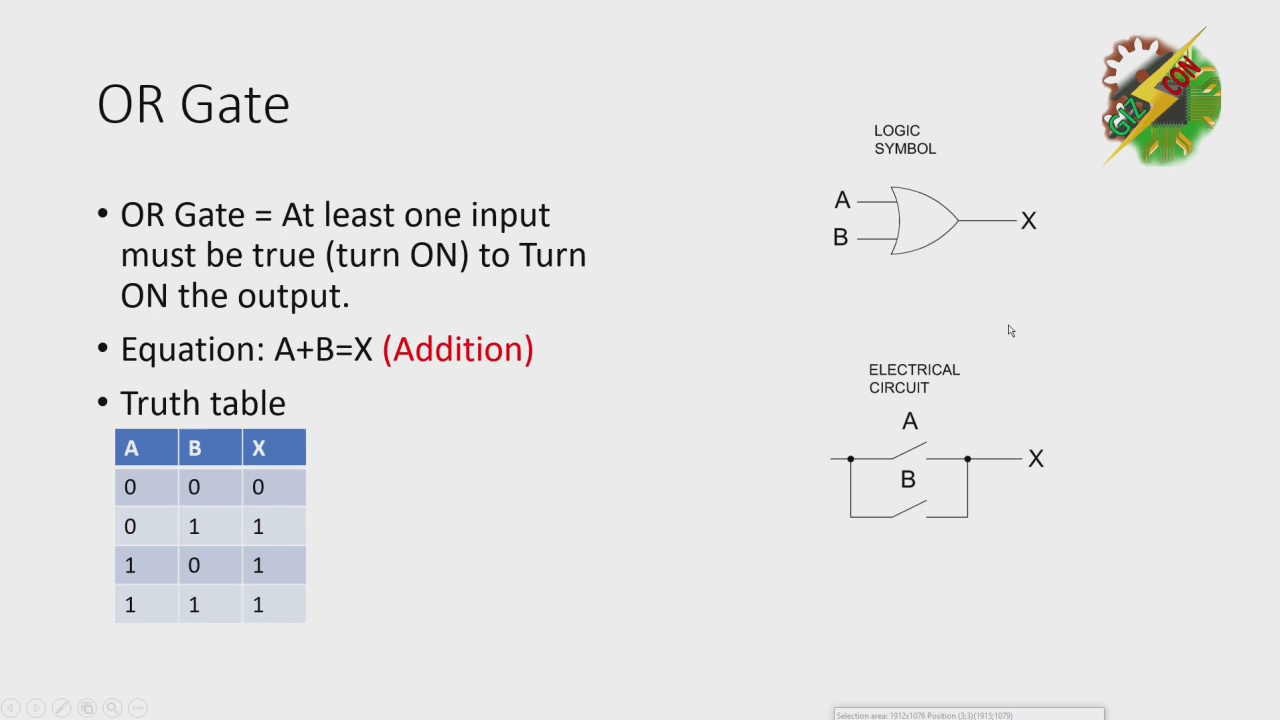 OR Gate
• OR Gate = At least one input
must be true (turn ON) to Turn
ON the output.
• Equation: A+B=X (Addition)
• Truth table
A B X
0 0 0
0 1 1
1 0 1
1 1 1
GIZ CON
LOGIC
SYMBOL
A
B
X
ELECTRICAL
CIRCUIT
A
B
X
Selection area: 1912x1076 Position (3;3)(1915;1079)